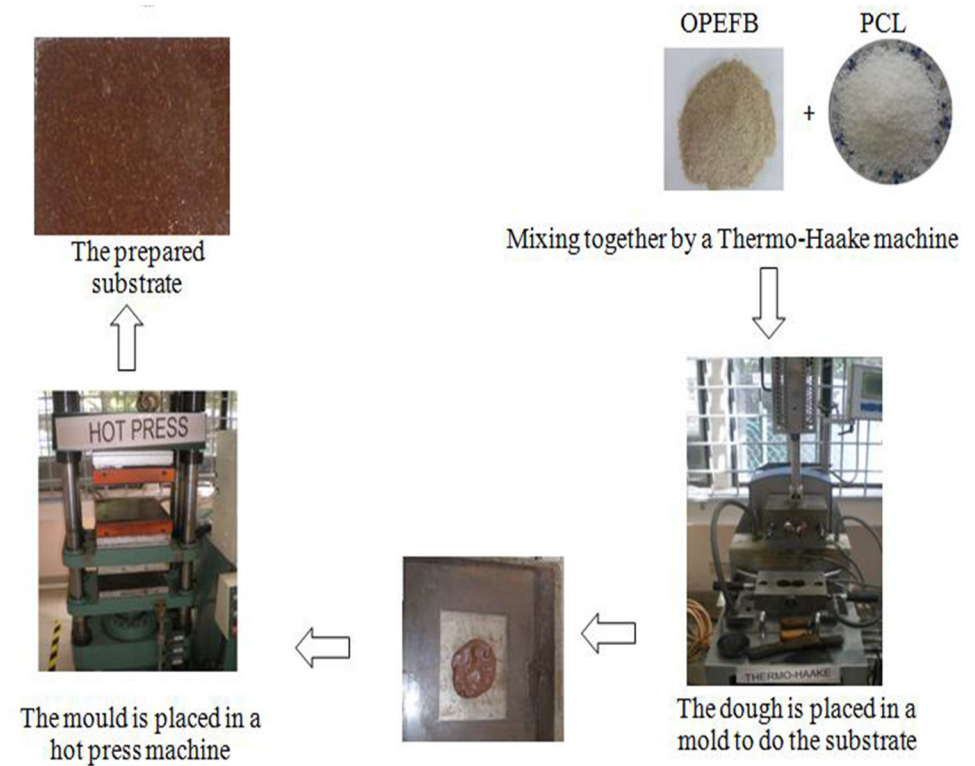 OPEFB
PCL
+
Mixing together by a Thermo-Haake machine
THERMO-HAAKE
The dough is placed in a
mold to do the substrate
HOT PRESS
The mould is placed in a
hot press machine
The prepared
substrate